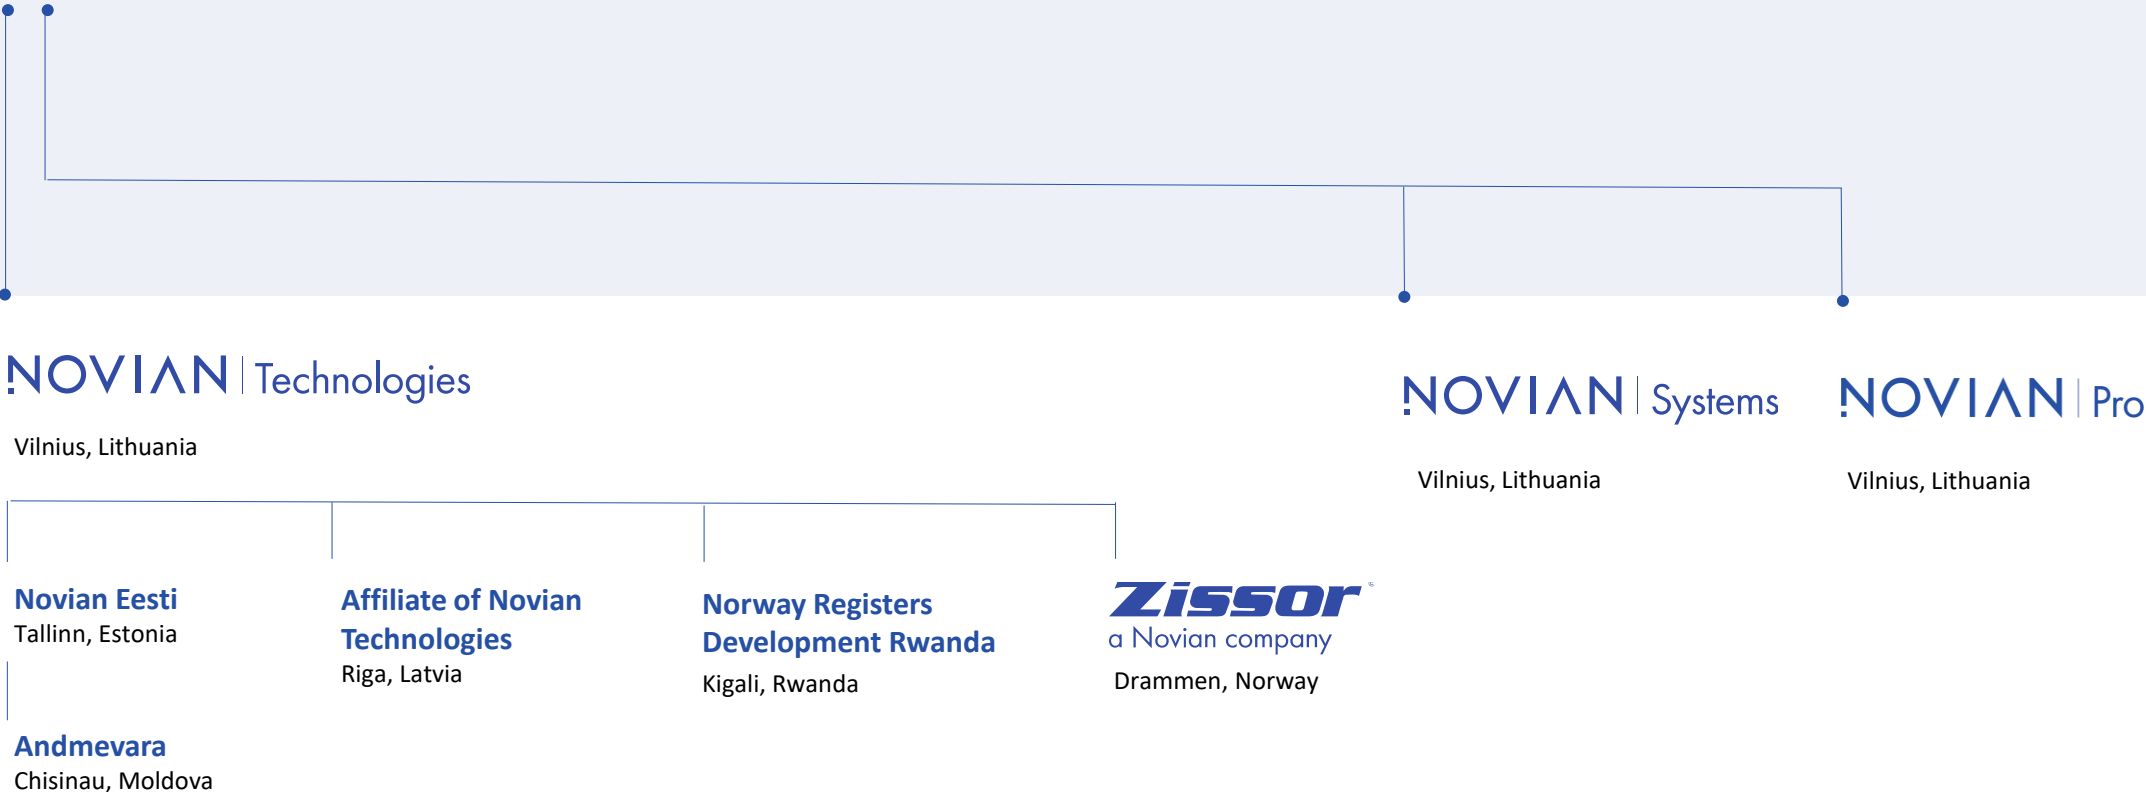 NOVIAN | Technologies
Vilnius, Lithuania
NOVIAN | Systems
Vilnius, Lithuania
NOVIAN | Pro
Vilnius, Lithuania
Novian Eesti
Tallinn, Estonia
Affiliate of Novian
Technologies
Riga, Latvia
Norway Registers
Development Rwanda
Kigali, Rwanda
Zissor
a Novian company
Drammen, Norway
Andmevara
Chisinau, Moldova